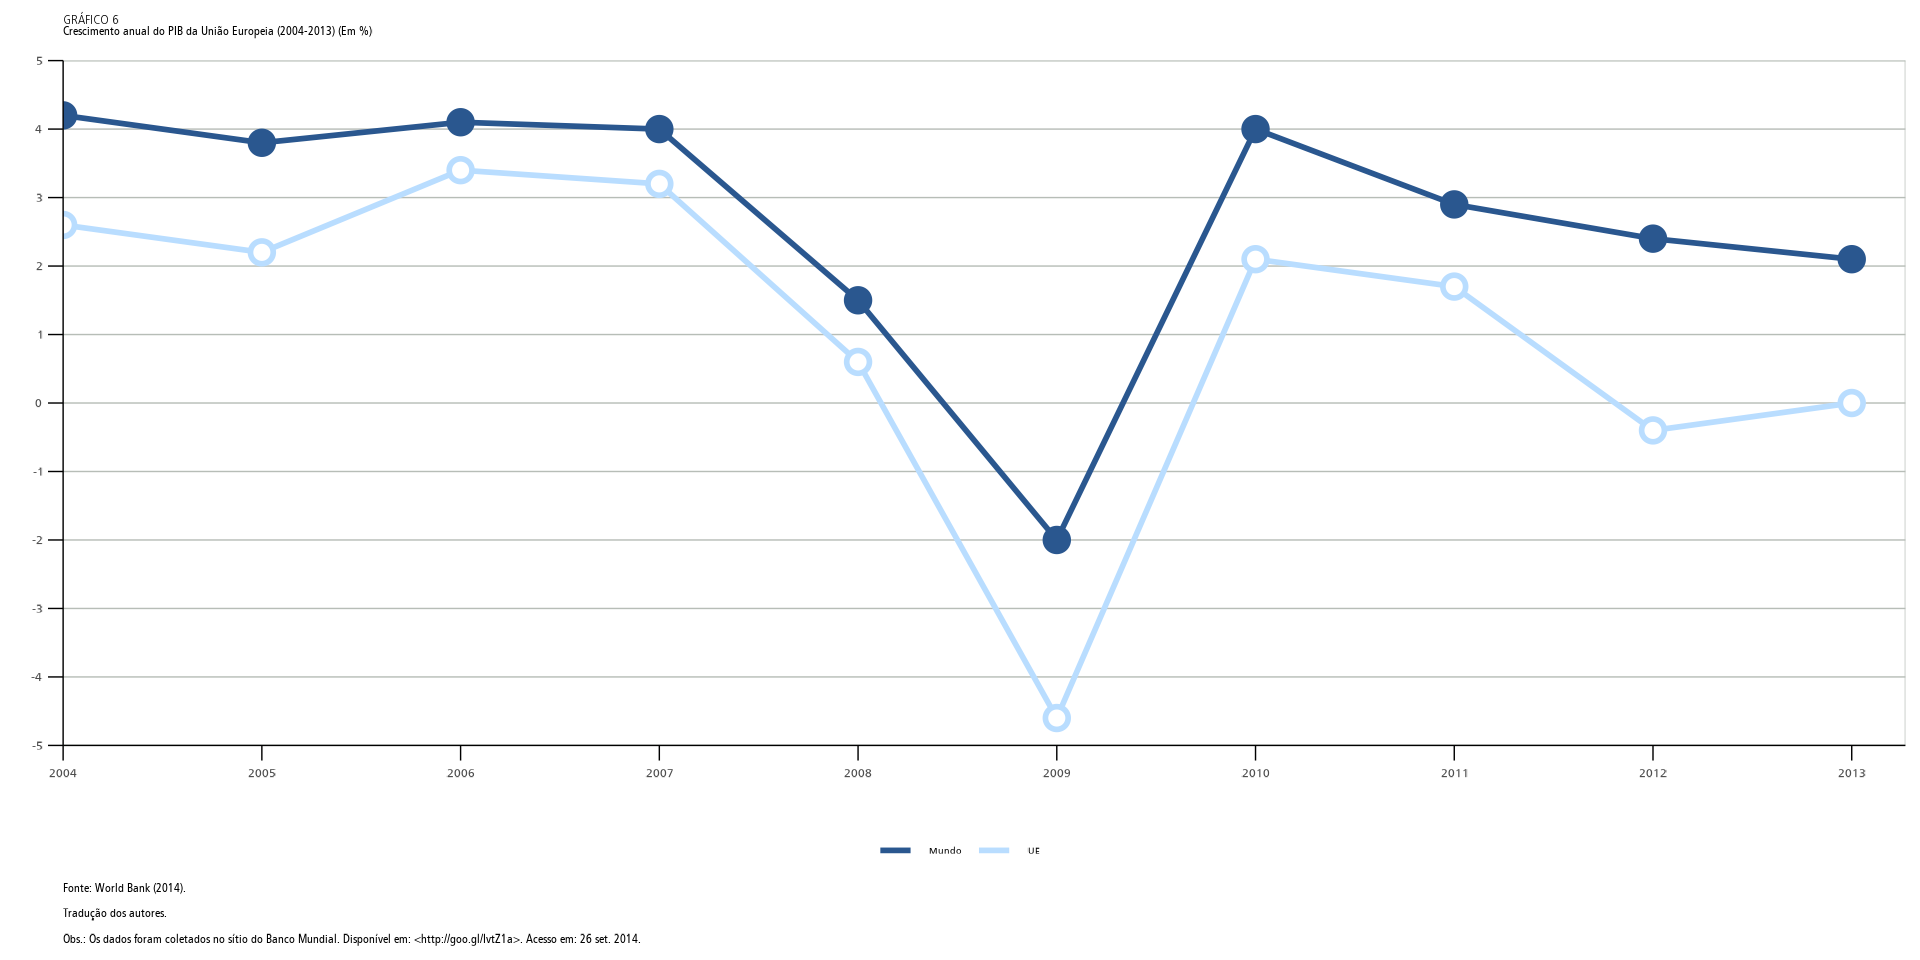 GRÁFICO 6
Crescimento anual do PIB da União Europeia (2004-2013) (Em %)
5
4
3
2
1
0
-1
-2
-3
-4
-5
2004 2005 2006 2007 2008 2009 2010 2011 2012 2013
Mundo UE
Fonte: World Bank (2014).
Tradução dos autores.
Obs.: Os dados foram coletados no sítio do Banco Mundial. Disponível em: <http://goo.gl/lvtZ1a>. Acesso em: 26 set. 2014.